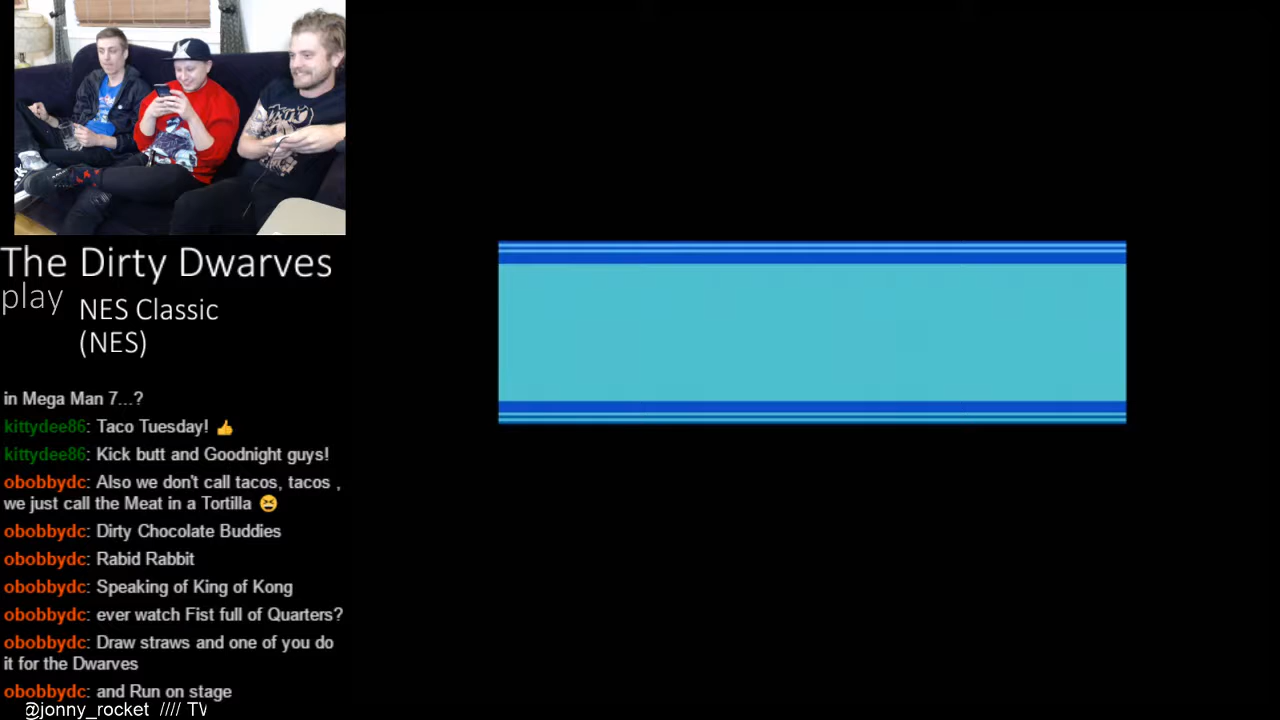 The Dirty Dwarves
play
NES Classic
(NES)
in Mega Man 7...?
kittydee86: Taco Tuesday! 👍
kittydee86: Kick butt and Goodnight guys!
obobbydc: Also we don't call tacos, tacos ,
we just call the Meat in a Tortilla 😆
obobbydc: Dirty Chocolate Buddies
obobbydc: Rabid Rabbit
obobbydc: Speaking of King of Kong
obobbydc: ever watch Fist full of Quarters?
obobbydc: Draw straws and one of you do
it for the Dwarves
obobbydc: and Run on stage
@jonny_rocket //// TV